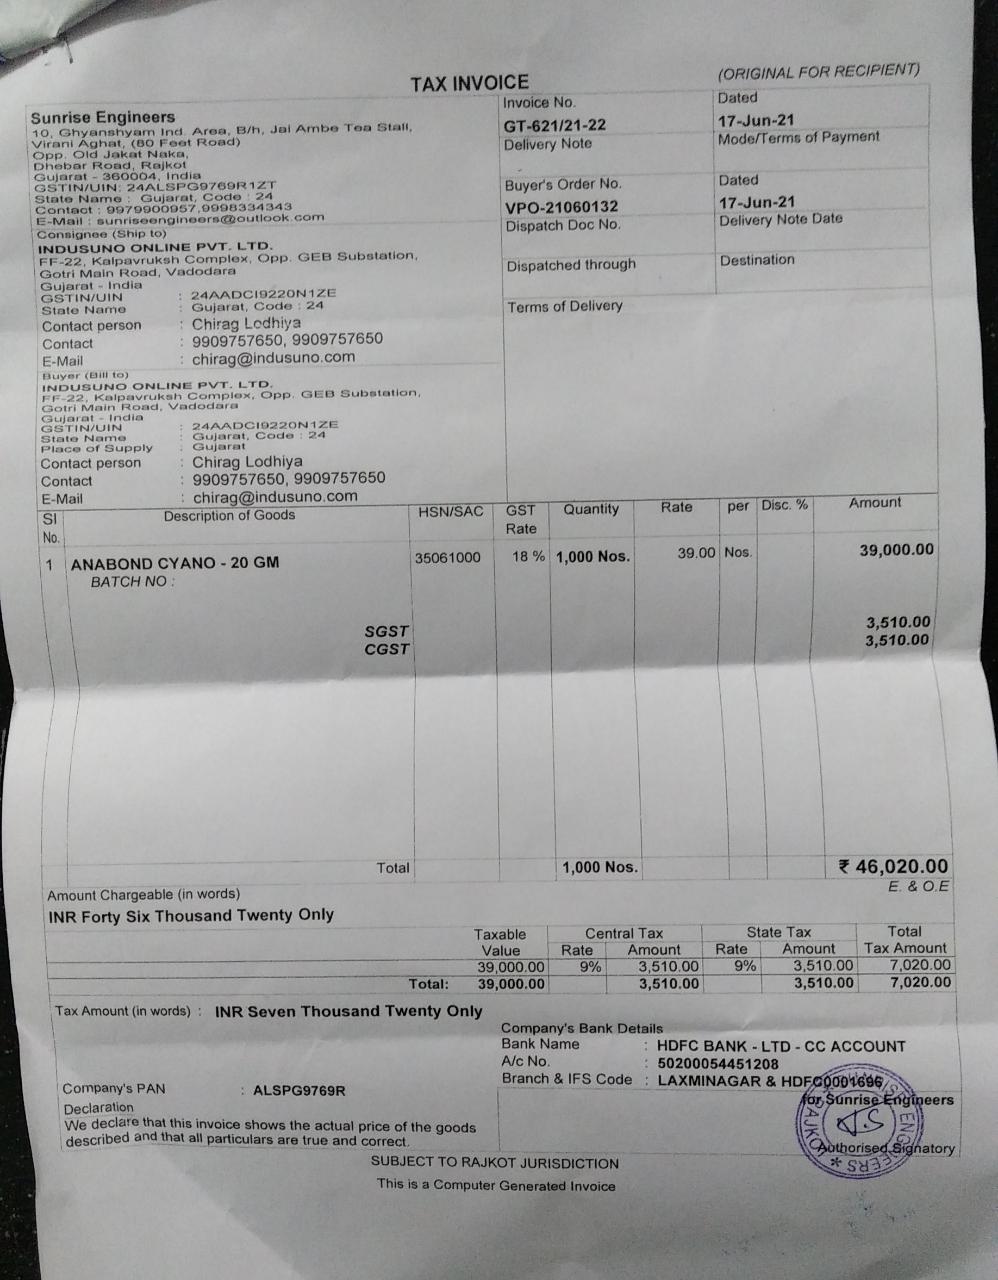 TAX INVOICE
(ORIGINAL FOR RECIPIENT)
Sunrise Engineers
10, Ghyanshyam Ind. Area, B/h, Jai Ambe Tea Stall,
Virani Aghat, (80 Feet Road)
Opp. Old Jakat Naka,
Dhebar Road, Rajkot
Gujarat - 360004, India
GSTIN/UIN: 24ALSPG9769R1ZT
State Name : Gujarat, Code : 24
Contact : 9979900957,9998334343
E-Mail : sunriseengineers@outlook.com
Invoice No.
GT-621/21-22
Dated
17-Jun-21
Delivery Note
Mode/Terms of Payment
Buyer's Order No.
VPO-21060132
Dated
17-Jun-21
Dispatch Doc No.
Delivery Note Date
Dispatched through
Destination
Terms of Delivery
Consignee (Ship to)
INDUSUNO ONLINE PVT. LTD.
FF-22, Kalpavruksh Complex, Opp. GEB Substation,
Gotri Main Road, Vadodara
Gujarat - India
GSTIN/UIN : 24AADCI9220N1ZE
State Name : Gujarat, Code : 24
Contact person : Chirag Lodhiya
Contact : 9909757650, 9909757650
E-Mail : chirag@indusuno.com
Buyer (Bill to)
INDUSUNO ONLINE PVT. LTD.
FF-22, Kalpavruksh Complex, Opp. GEB Substation,
Gotri Main Road, Vadodara
Gujarat - India
GSTIN/UIN : 24AADCI9220N1ZE
State Name : Gujarat, Code : 24
Place of Supply : Gujarat
Contact person : Chirag Lodhiya
Contact : 9909757650, 9909757650
E-Mail : chirag@indusuno.com
Sl No. Description of Goods HSN/SAC GST Rate Quantity Rate per Disc. % Amount
1 ANABOND CYANO - 20 GM 35061000 18 % 1,000 Nos. 39.00 Nos. 39,000.00
BATCH NO :
SGST 3,510.00
CGST 3,510.00
Total 1,000 Nos. ₹ 46,020.00
Amount Chargeable (in words) E. & O.E
INR Forty Six Thousand Twenty Only
Taxable Value Central Tax State Tax Total Tax Amount
Rate Amount Rate Amount
39,000.00 9% 3,510.00 9% 3,510.00 7,020.00
Total: 39,000.00 3,510.00 3,510.00 7,020.00
Tax Amount (in words) : INR Seven Thousand Twenty Only
Company's Bank Details
Bank Name : HDFC BANK - LTD - CC ACCOUNT
A/c No. : 50200054451208
Branch & IFS Code : LAXMINAGAR & HDFC0001696
Company's PAN : ALSPG9769R
Declaration
We declare that this invoice shows the actual price of the goods
described and that all particulars are true and correct.
for Sunrise Engineers
Authorised Signatory
SUBJECT TO RAJKOT JURISDICTION
This is a Computer Generated Invoice